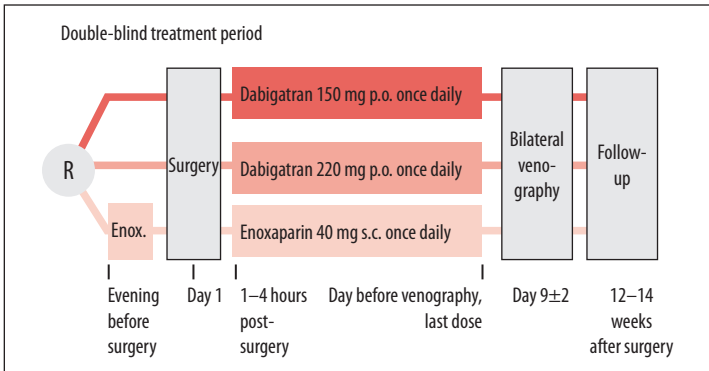 Double-blind treatment period
R
Enox.
Surgery
Dabigatran 150 mg p.o. once daily
Dabigatran 220 mg p.o. once daily
Enoxaparin 40 mg s.c. once daily
Bilateral
veno-
graphy
Follow-
up
Evening
before
surgery
Day 1
1–4 hours
post-
surgery
Day before venography,
last dose
Day 9±2
12–14
weeks
after surgery